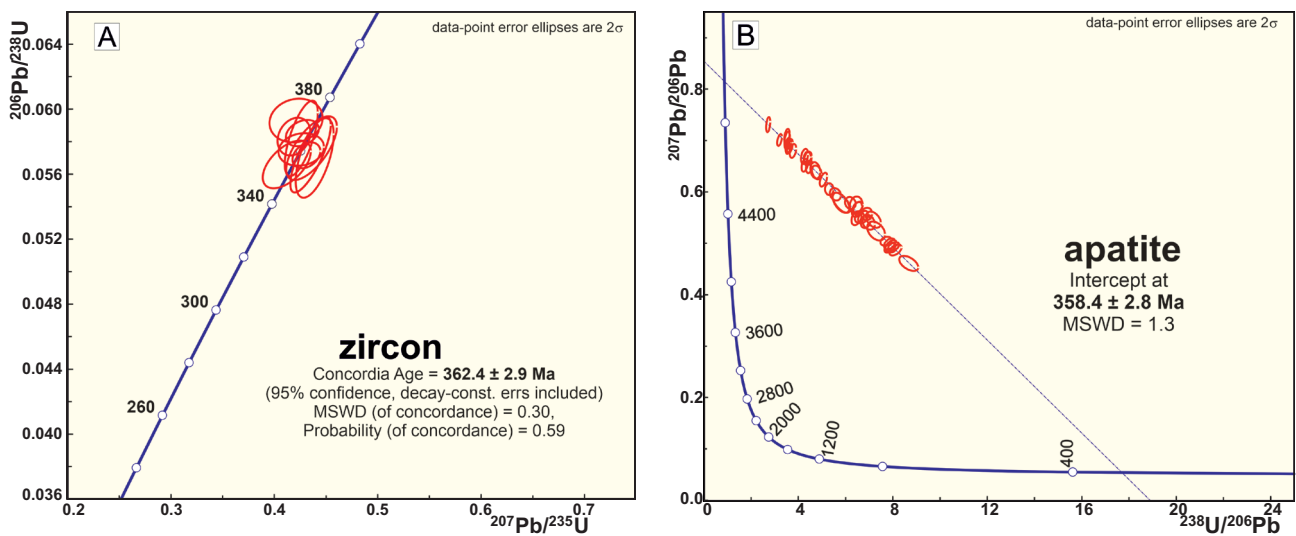 A
data-point error ellipses are 2σ
206Pb/238U
0.064
0.060
0.056
0.052
0.048
0.044
0.040
0.036
380
340
300
260
zircon
Concordia Age = 362.4 ± 2.9 Ma
(95% confidence, decay-const. errs included)
MSWD (of concordance) = 0.30,
Probability (of concordance) = 0.59
0.2 0.3 0.4 0.5 0.6 0.7
207Pb/235U
B
data-point error ellipses are 2σ
207Pb/206Pb
0.8
0.6
0.4
0.2
0.0
4400
3600
2800
2000
1200
400
apatite
Intercept at
358.4 ± 2.8 Ma
MSWD = 1.3
0 4 8 12 16 20 24
238U/206Pb